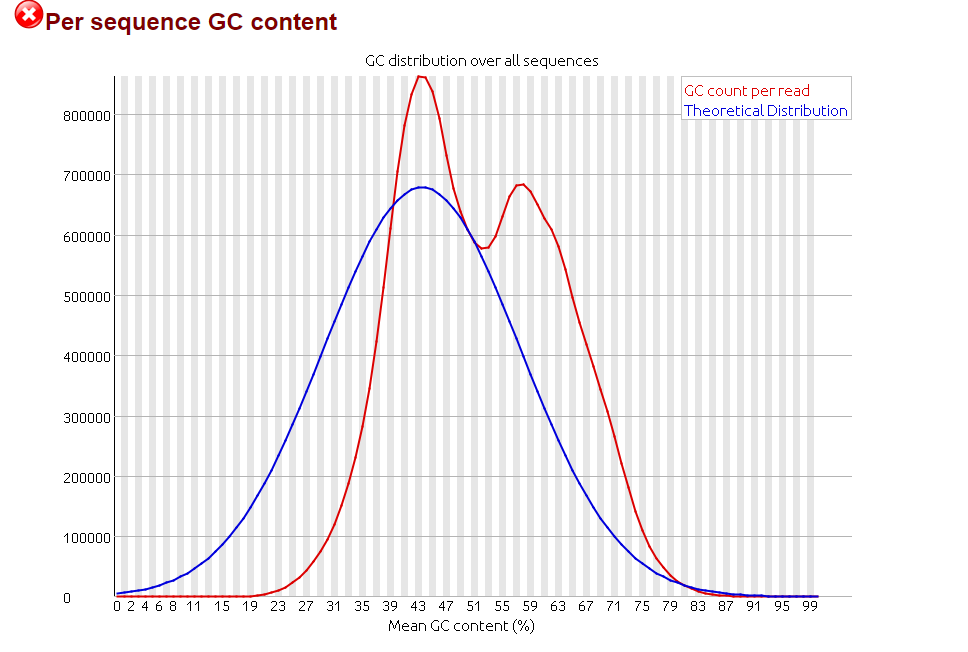 Per sequence GC content
GC distribution over all sequences
GC count per read
Theoretical Distribution
800000
700000
600000
500000
400000
300000
200000
100000
0
0 2 4 6 8 11 15 19 23 27 31 35 39 43 47 51 55 59 63 67 71 75 79 83 87 91 95 99
Mean GC content (%)